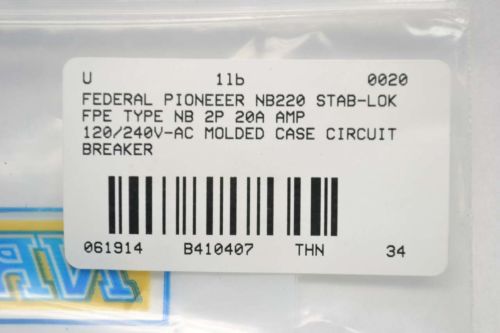 U 1lb 0020
FEDERAL PIONEEER NB220 STAB-LOK
FPE TYPE NB 2P 20A AMP
120/240V-AC MOLDED CASE CIRCUIT
BREAKER
061914 B410407 THN 34